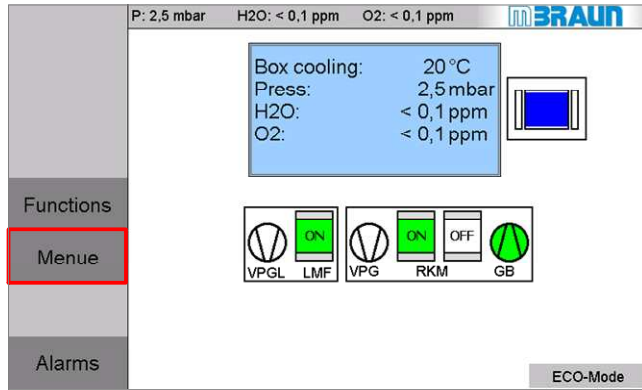 P: 2,5 mbar H2O: < 0,1 ppm O2: < 0,1 ppm MBRAUN
Box cooling: 20 °C
Press: 2,5 mbar
H2O: < 0,1 ppm
O2: < 0,1 ppm
Functions
Menue
ON ON OFF
VPGL LMF VPG RKM GB
Alarms
ECO-Mode